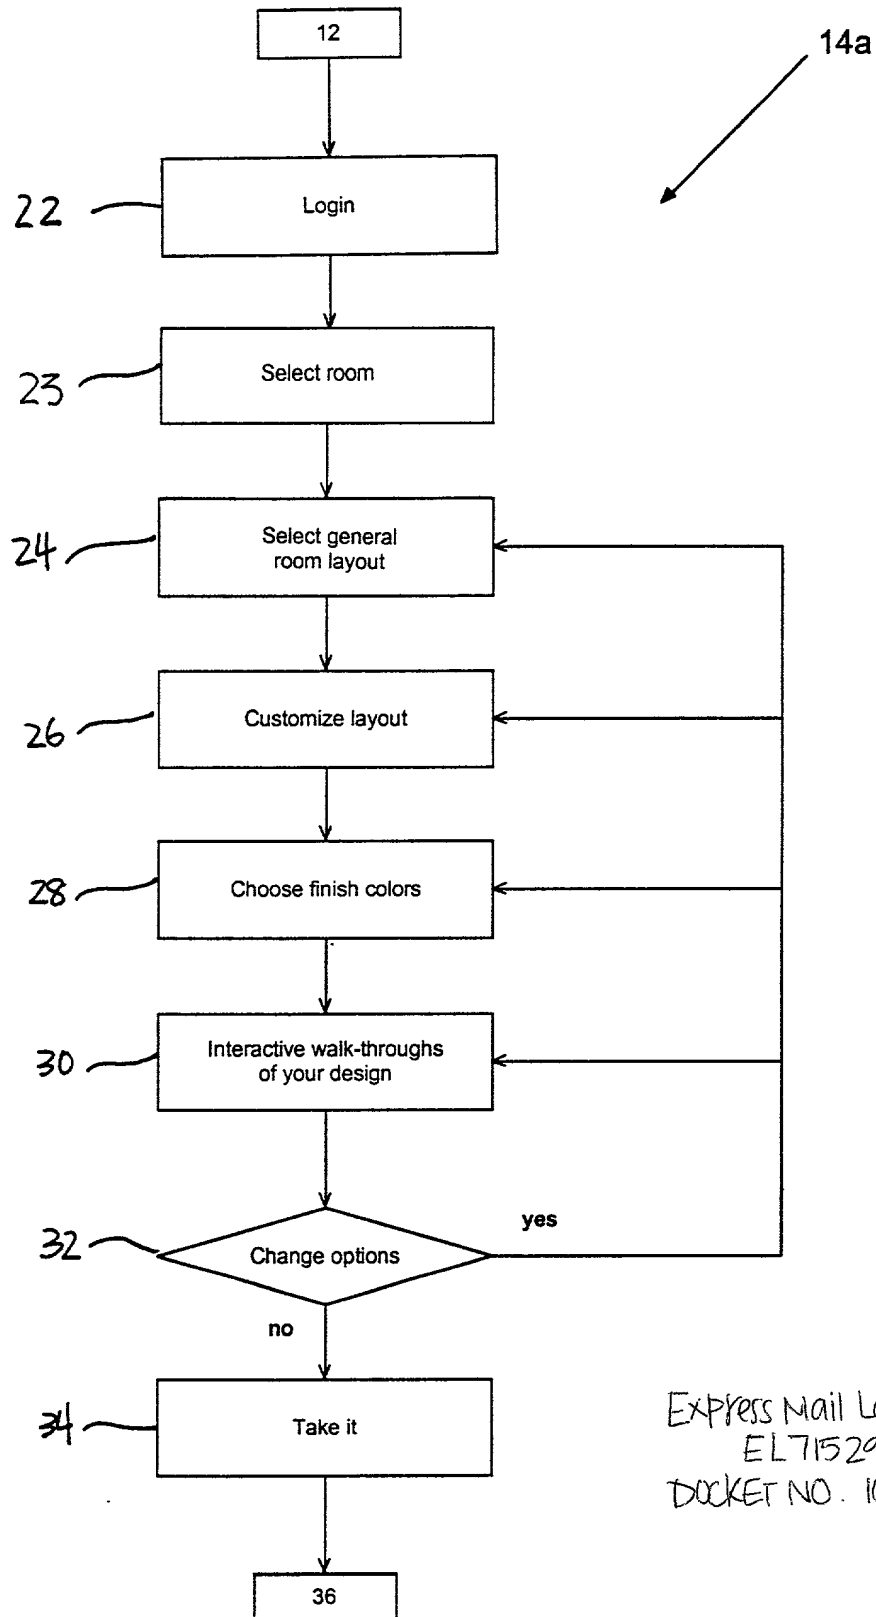 12
14a
22
Login
23
Select room
24
Select general
room layout
26
Customize layout
28
Choose finish colors
30
Interactive walk-throughs
of your design
32
Change options
yes
no
34
Take it
Express Mail
EL71529
DOCKET NO.
36